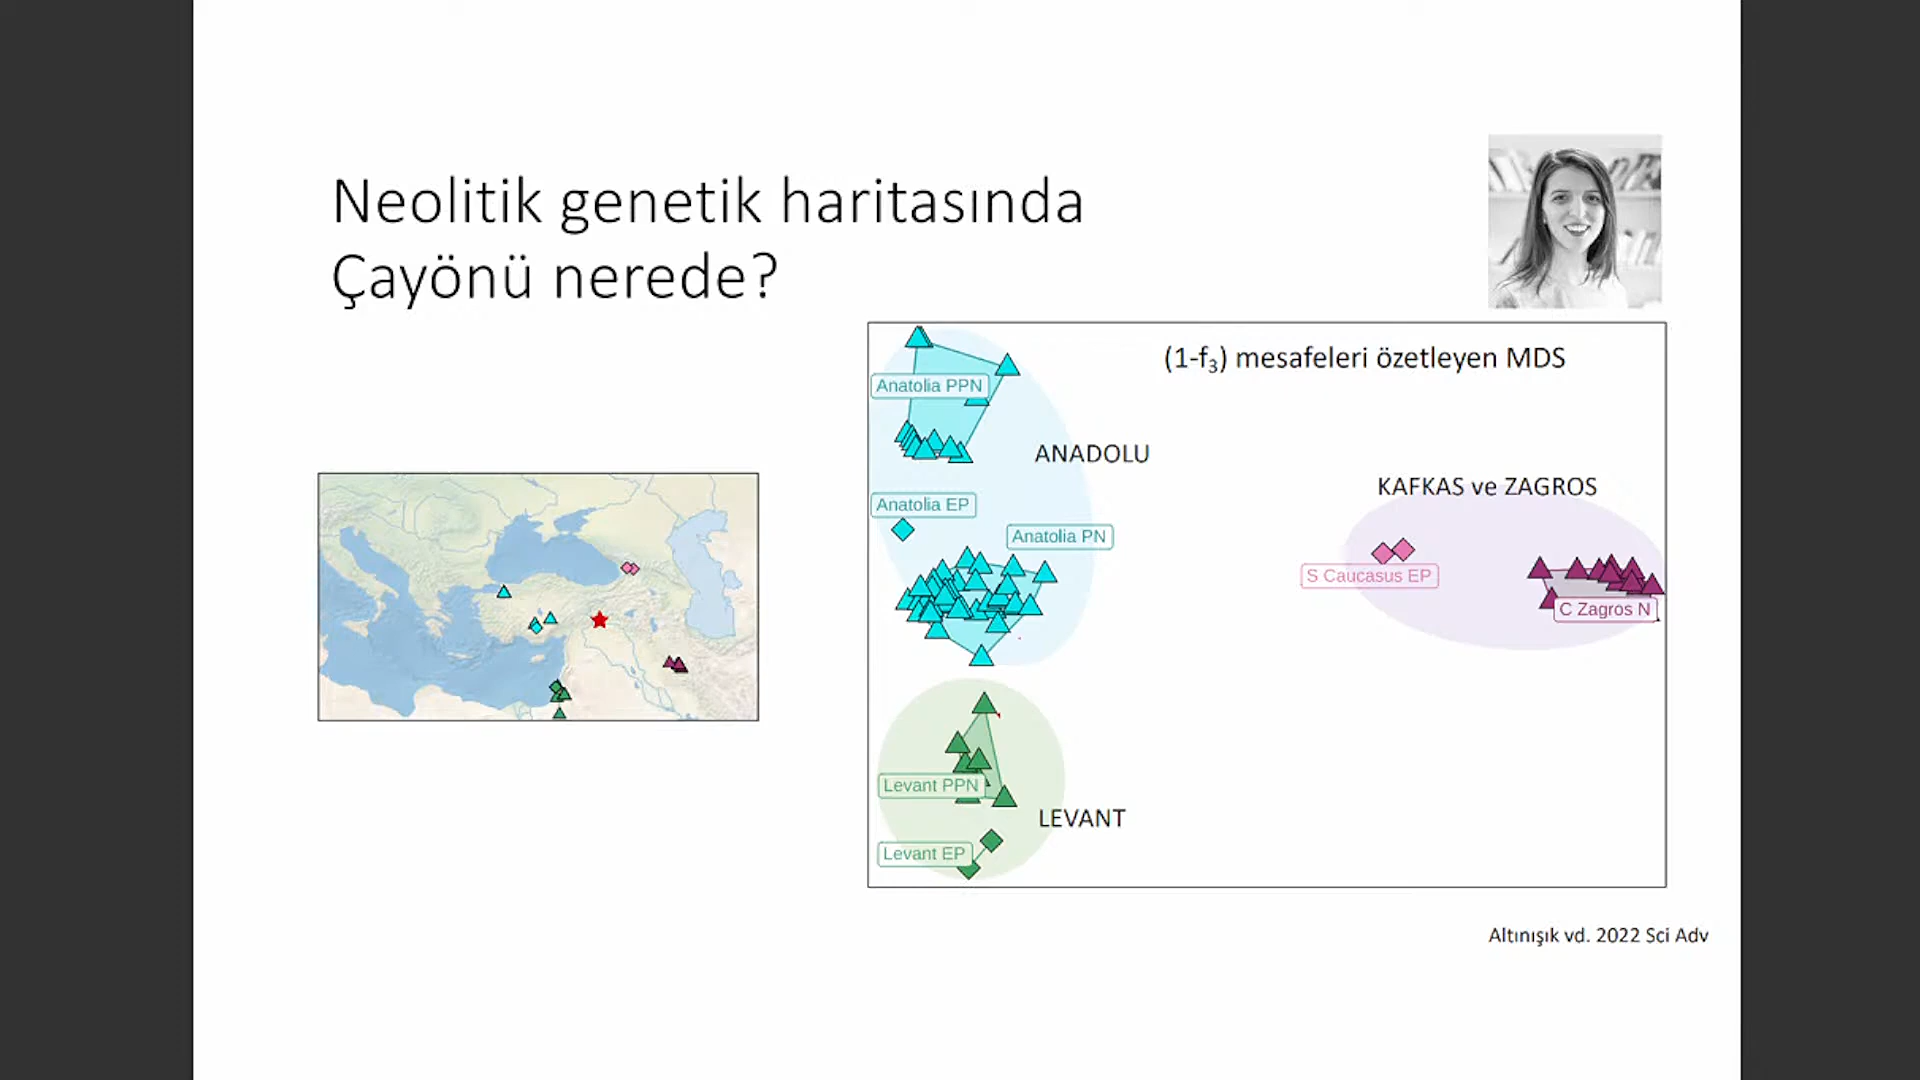 Neolitik genetik haritasında
Çayönü nerede?
(1-f3) mesafeleri özetleyen MDS
Anatolia PPN
ANADOLU
KAFKAS ve ZAGROS
Anatolia EP
Anatolia PN
S Caucasus EP
C Zagros N
Levant PPN
LEVANT
Levant EP
Altınışık vd. 2022 Sci Adv